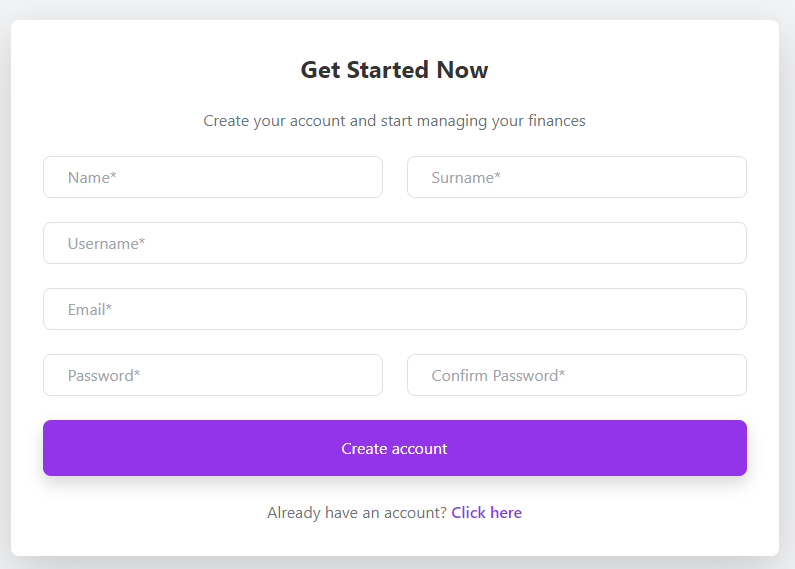 Get Started Now
Create your account and start managing your finances
Name* Surname*
Username*
Email*
Password* Confirm Password*
Create account
Already have an account? Click here